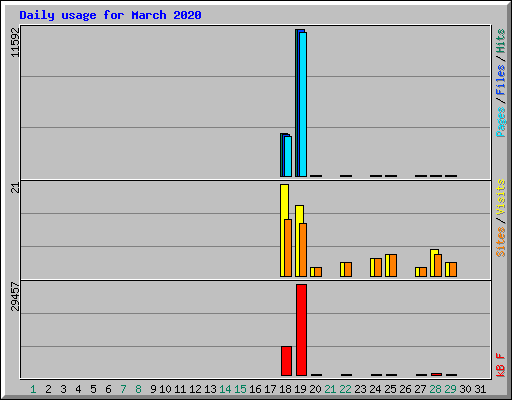 Daily usage for March 2020
11592
21
29457
Pages / Files / Hits
Sites / Visits
kB F
1 2 3 4 5 6 7 8 9 10 11 12 13 14 15 16 17 18 19 20 21 22 23 24 25 26 27 28 29 30 31